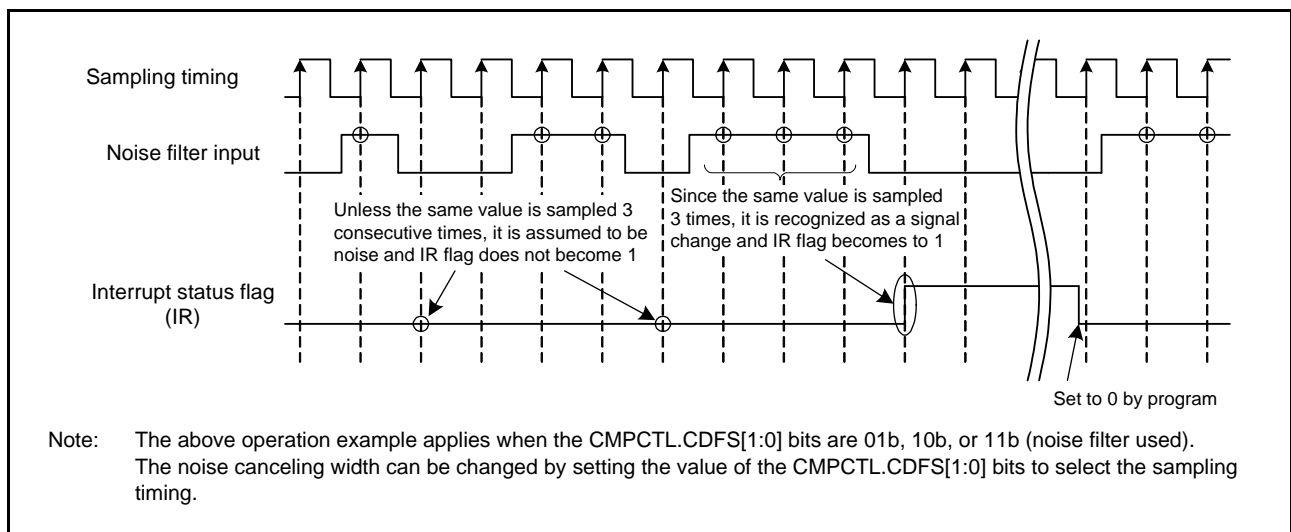 Sampling timing
Noise filter input
Unless the same value is sampled 3
consecutive times, it is assumed to be
noise and IR flag does not become 1
Since the same value is sampled
3 times, it is recognized as a signal
change and IR flag becomes to 1
Interrupt status flag
(IR)
Set to 0 by program
Note: The above operation example applies when the CMPCTL.CDFS[1:0] bits are 01b, 10b, or 11b (noise filter used).
The noise canceling width can be changed by setting the value of the CMPCTL.CDFS[1:0] bits to select the sampling
timing.